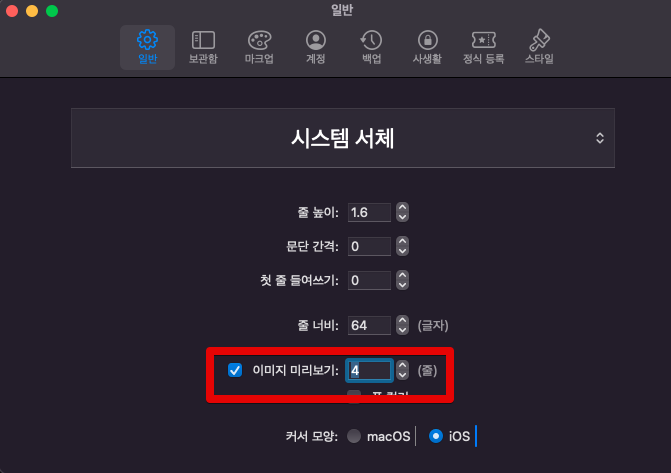 일반
일반 보관함 마크업 계정 백업 사생활 정식 등록 스타일
시스템 서체
줄 높이: 1.6
문단 간격: 0
첫 줄 들여쓰기: 0
줄 너비: 64 (글자)
이미지 미리보기: 4 (줄)
커서 모양: macOS iOS